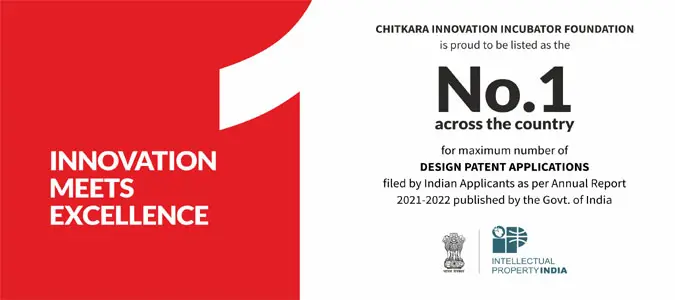 INNOVATION
MEETS
EXCELLENCE
CHITKARA INNOVATION INCUBATOR FOUNDATION
is proud to be listed as the
No.1
across the country
for maximum number of
DESIGN PATENT APPLICATIONS
filed by Indian Applicants as per Annual Report
2021-2022 published by the Govt. of India
INTELLECTUAL
PROPERTY INDIA